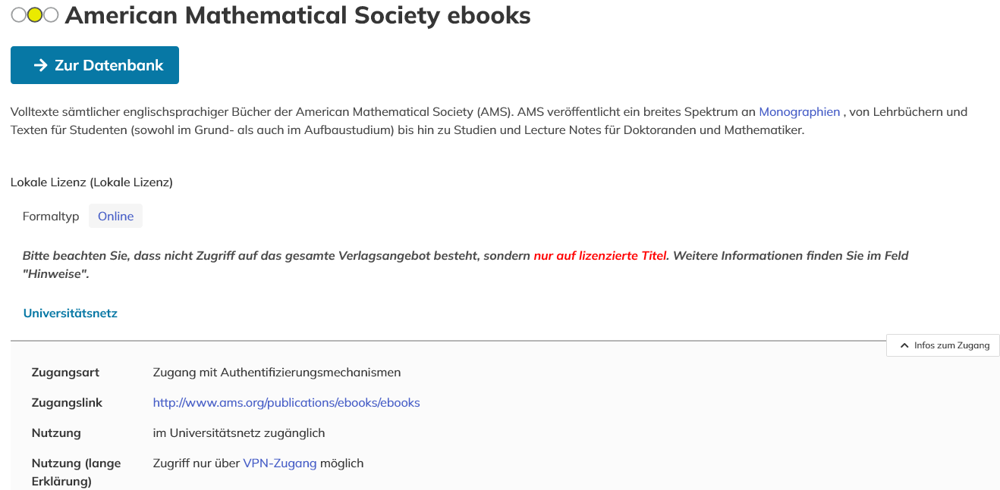 American Mathematical Society ebooks
Zur Datenbank
Volltexte sämtlicher englischsprachiger Bücher der American Mathematical Society (AMS). AMS veröffentlicht ein breites Spektrum an Monographien , von Lehrbüchern und
Texten für Studenten (sowohl im Grund- als auch im Aufbaustudium) bis hin zu Studien und Lecture Notes für Doktoranden und Mathematiker.
Lokale Lizenz (Lokale Lizenz)
Formaltyp Online
Bitte beachten Sie, dass nicht Zugriff auf das gesamte Verlagsangebot besteht, sondern nur auf lizenzierte Titel. Weitere Informationen finden Sie im Feld
"Hinweise".
Universitätsnetz
Infos zum Zugang
Zugangsart Zugang mit Authentifizierungsmechanismen
Zugangslink http://www.ams.org/publications/ebooks/ebooks
Nutzung im Universitätsnetz zugänglich
Nutzung (lange Zugriff nur über VPN-Zugang möglich
Erklärung)